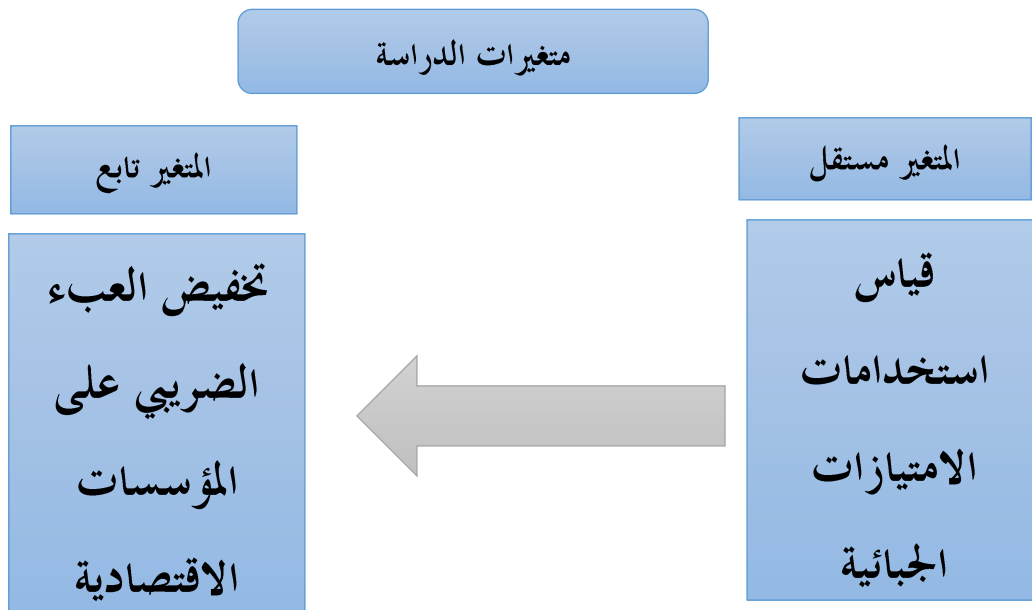 متغيرات الدراسة
المتغير مستقل
قياس
استخدامات
الامتيازات
الجبائية
المتغير تابع
تخفيض العبء
الضريبي على
المؤسسات
الاقتصادية